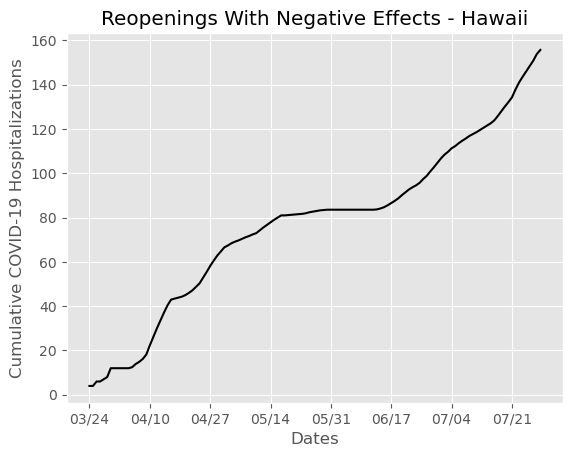 Reopenings With Negative Effects - Hawaii
Cumulative COVID-19 Hospitalizations
160
140
120
100
80
60
40
20
0
03/24 04/10 04/27 05/14 05/31 06/17 07/04 07/21
Dates